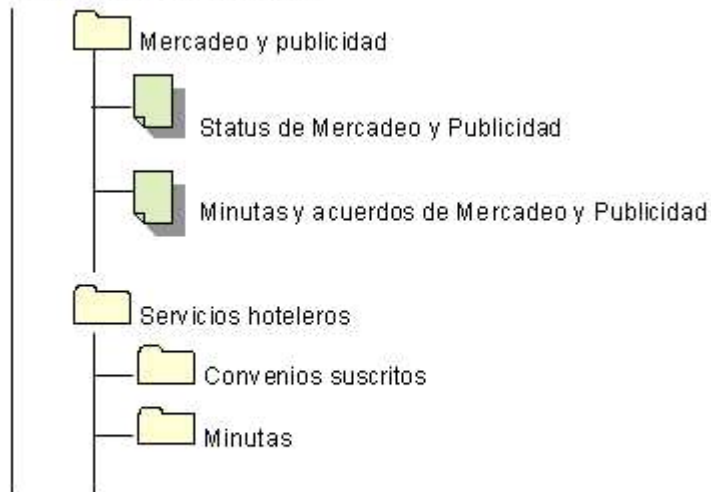 Mercadeo y publicidad
Status de Mercadeo y Publicidad
Minutas y acuerdos de Mercadeo y Publicidad
Servicios hoteleros
Convenios suscritos
Minutas